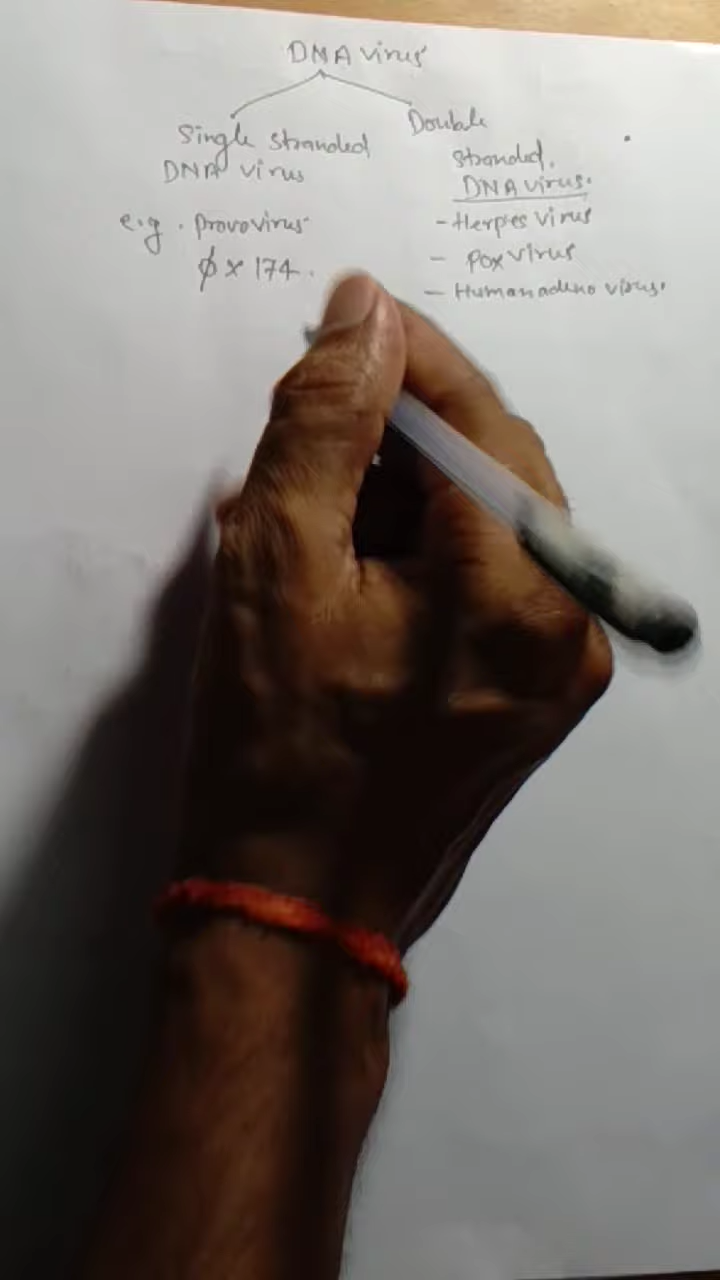 DNA virus
Single stranded
DNA virus
e.g. Provovirus
ϕ x 174.
Double
stranded.
DNA virus.
- Herpes virus
- Pox virus
- Human adeno virus.